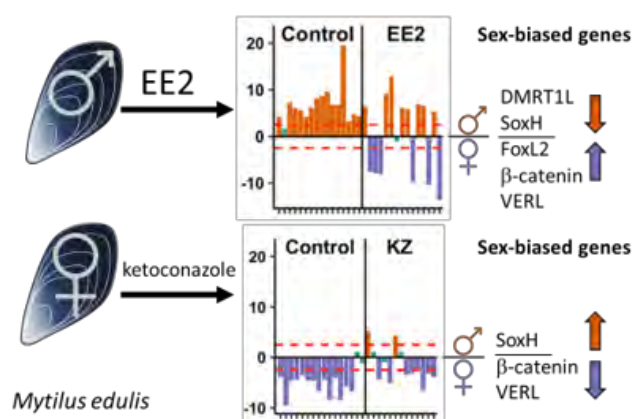 Control EE2 Sex-biased genes
EE2
20
10
0
-10
♂ DMRT1L
SoxH
♀ FoxL2
β-catenin
VERL
Control KZ Sex-biased genes
ketoconazole
20
10
0
-10
♂ SoxH
♀ β-catenin
VERL
Mytilus edulis